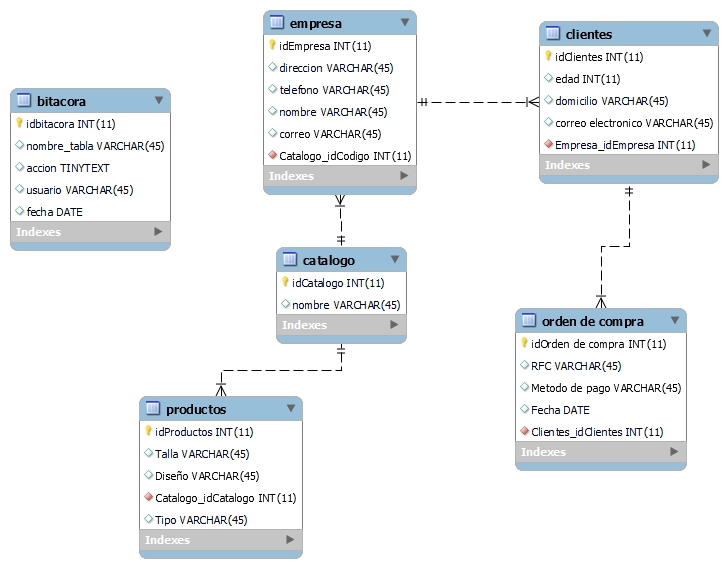 empresa
idEmpresa INT(11)
direccion VARCHAR(45)
telefono VARCHAR(45)
nombre VARCHAR(45)
correo VARCHAR(45)
Catalogo_idCodigo INT(11)
Indexes
clientes
idClientes INT(11)
edad INT(11)
domicilio VARCHAR(45)
correo electronico VARCHAR(45)
Empresa_idEmpresa INT(11)
Indexes
bitacora
idbitacora INT(11)
nombre_tabla VARCHAR(45)
accion TINYTEXT
usuario VARCHAR(45)
fecha DATE
Indexes
catalogo
idCatalogo INT(11)
nombre VARCHAR(45)
Indexes
orden de compra
idOrden de compra INT(11)
RFC VARCHAR(45)
Metodo de pago VARCHAR(45)
Fecha DATE
Clientes_idClientes INT(11)
Indexes
productos
idProductos INT(11)
Talla VARCHAR(45)
Diseño VARCHAR(45)
Catalogo_idCatalogo INT(11)
Tipo VARCHAR(45)
Indexes